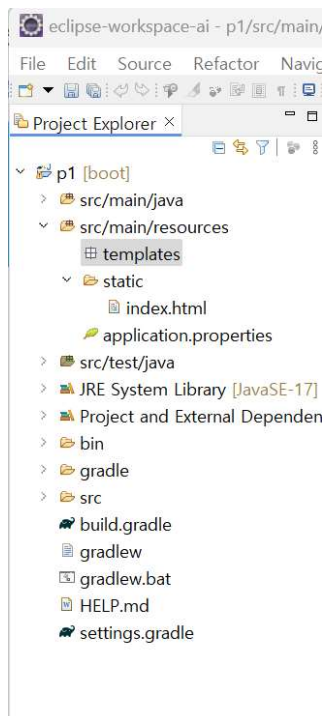 eclipse-workspace-ai - p1/src/main/
File Edit Source Refactor Navig
Project Explorer
p1 [boot]
src/main/java
src/main/resources
templates
static
index.html
application.properties
src/test/java
JRE System Library [JavaSE-17]
Project and External Dependen
bin
gradle
src
build.gradle
gradlew
gradlew.bat
HELP.md
settings.gradle